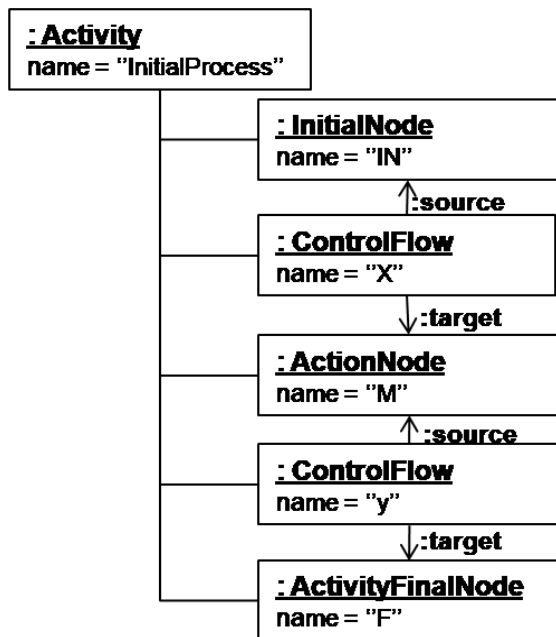 : Activity
name = "InitialProcess"
: InitialNode
name = "IN"
:source
: ControlFlow
name = "X"
:target
: ActionNode
name = "M"
:source
: ControlFlow
name = "y"
:target
: ActivityFinalNode
name = "F"